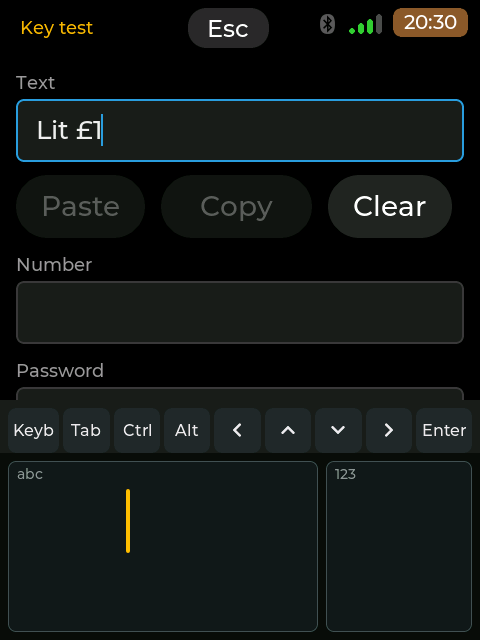 Key test
Esc
20:30
Text
Lit £1
Paste
Copy
Clear
Number
Password
Keyb
Tab
Ctrl
Alt
Enter
abc
123